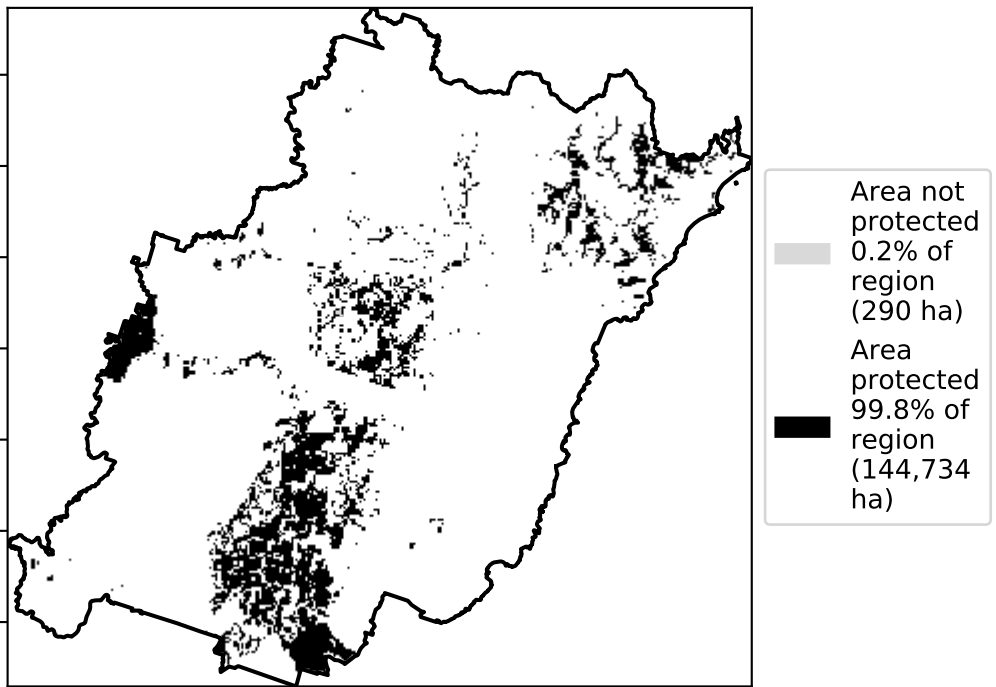 Area not
protected
0.2% of
region
(290 ha)
Area
protected
99.8% of
region
(144,734
ha)